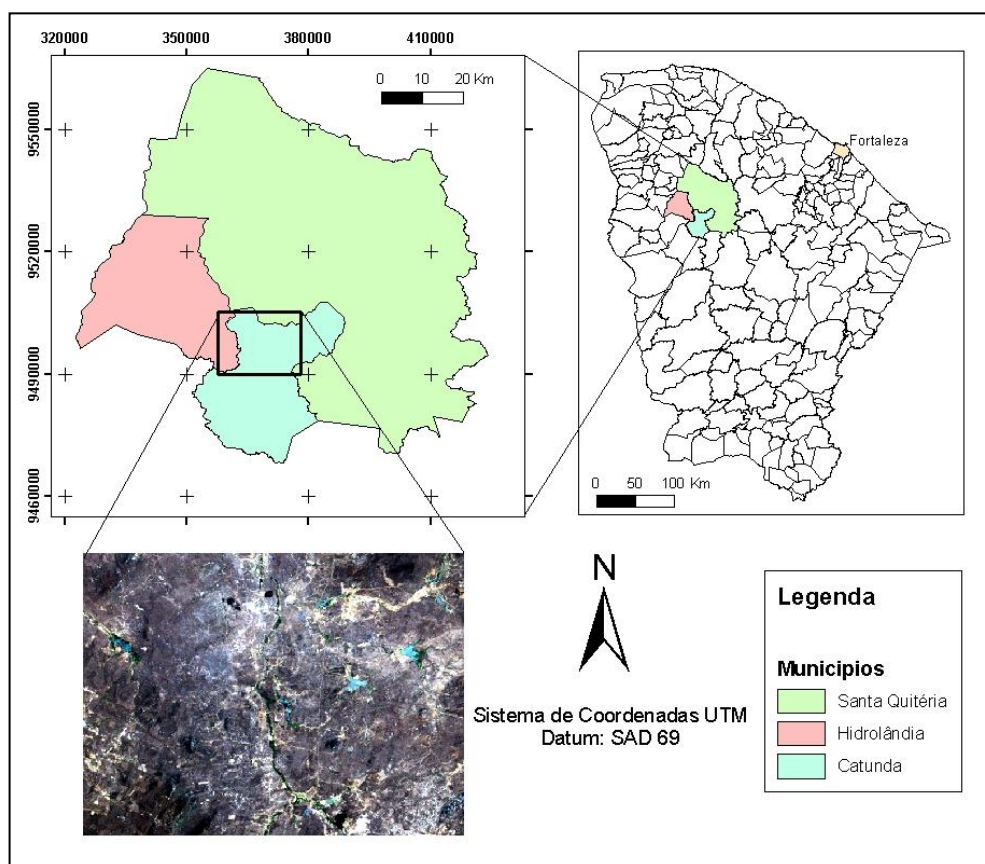 320000 350000 380000 410000
0 10 20 Km
9550000
9520000
9490000
9460000
Fortaleza
0 50 100 Km
N
Sistema de Coordenadas UTM
Datum: SAD 69
Legenda
Municipios
Santa Quitéria
Hidrolândia
Catunda